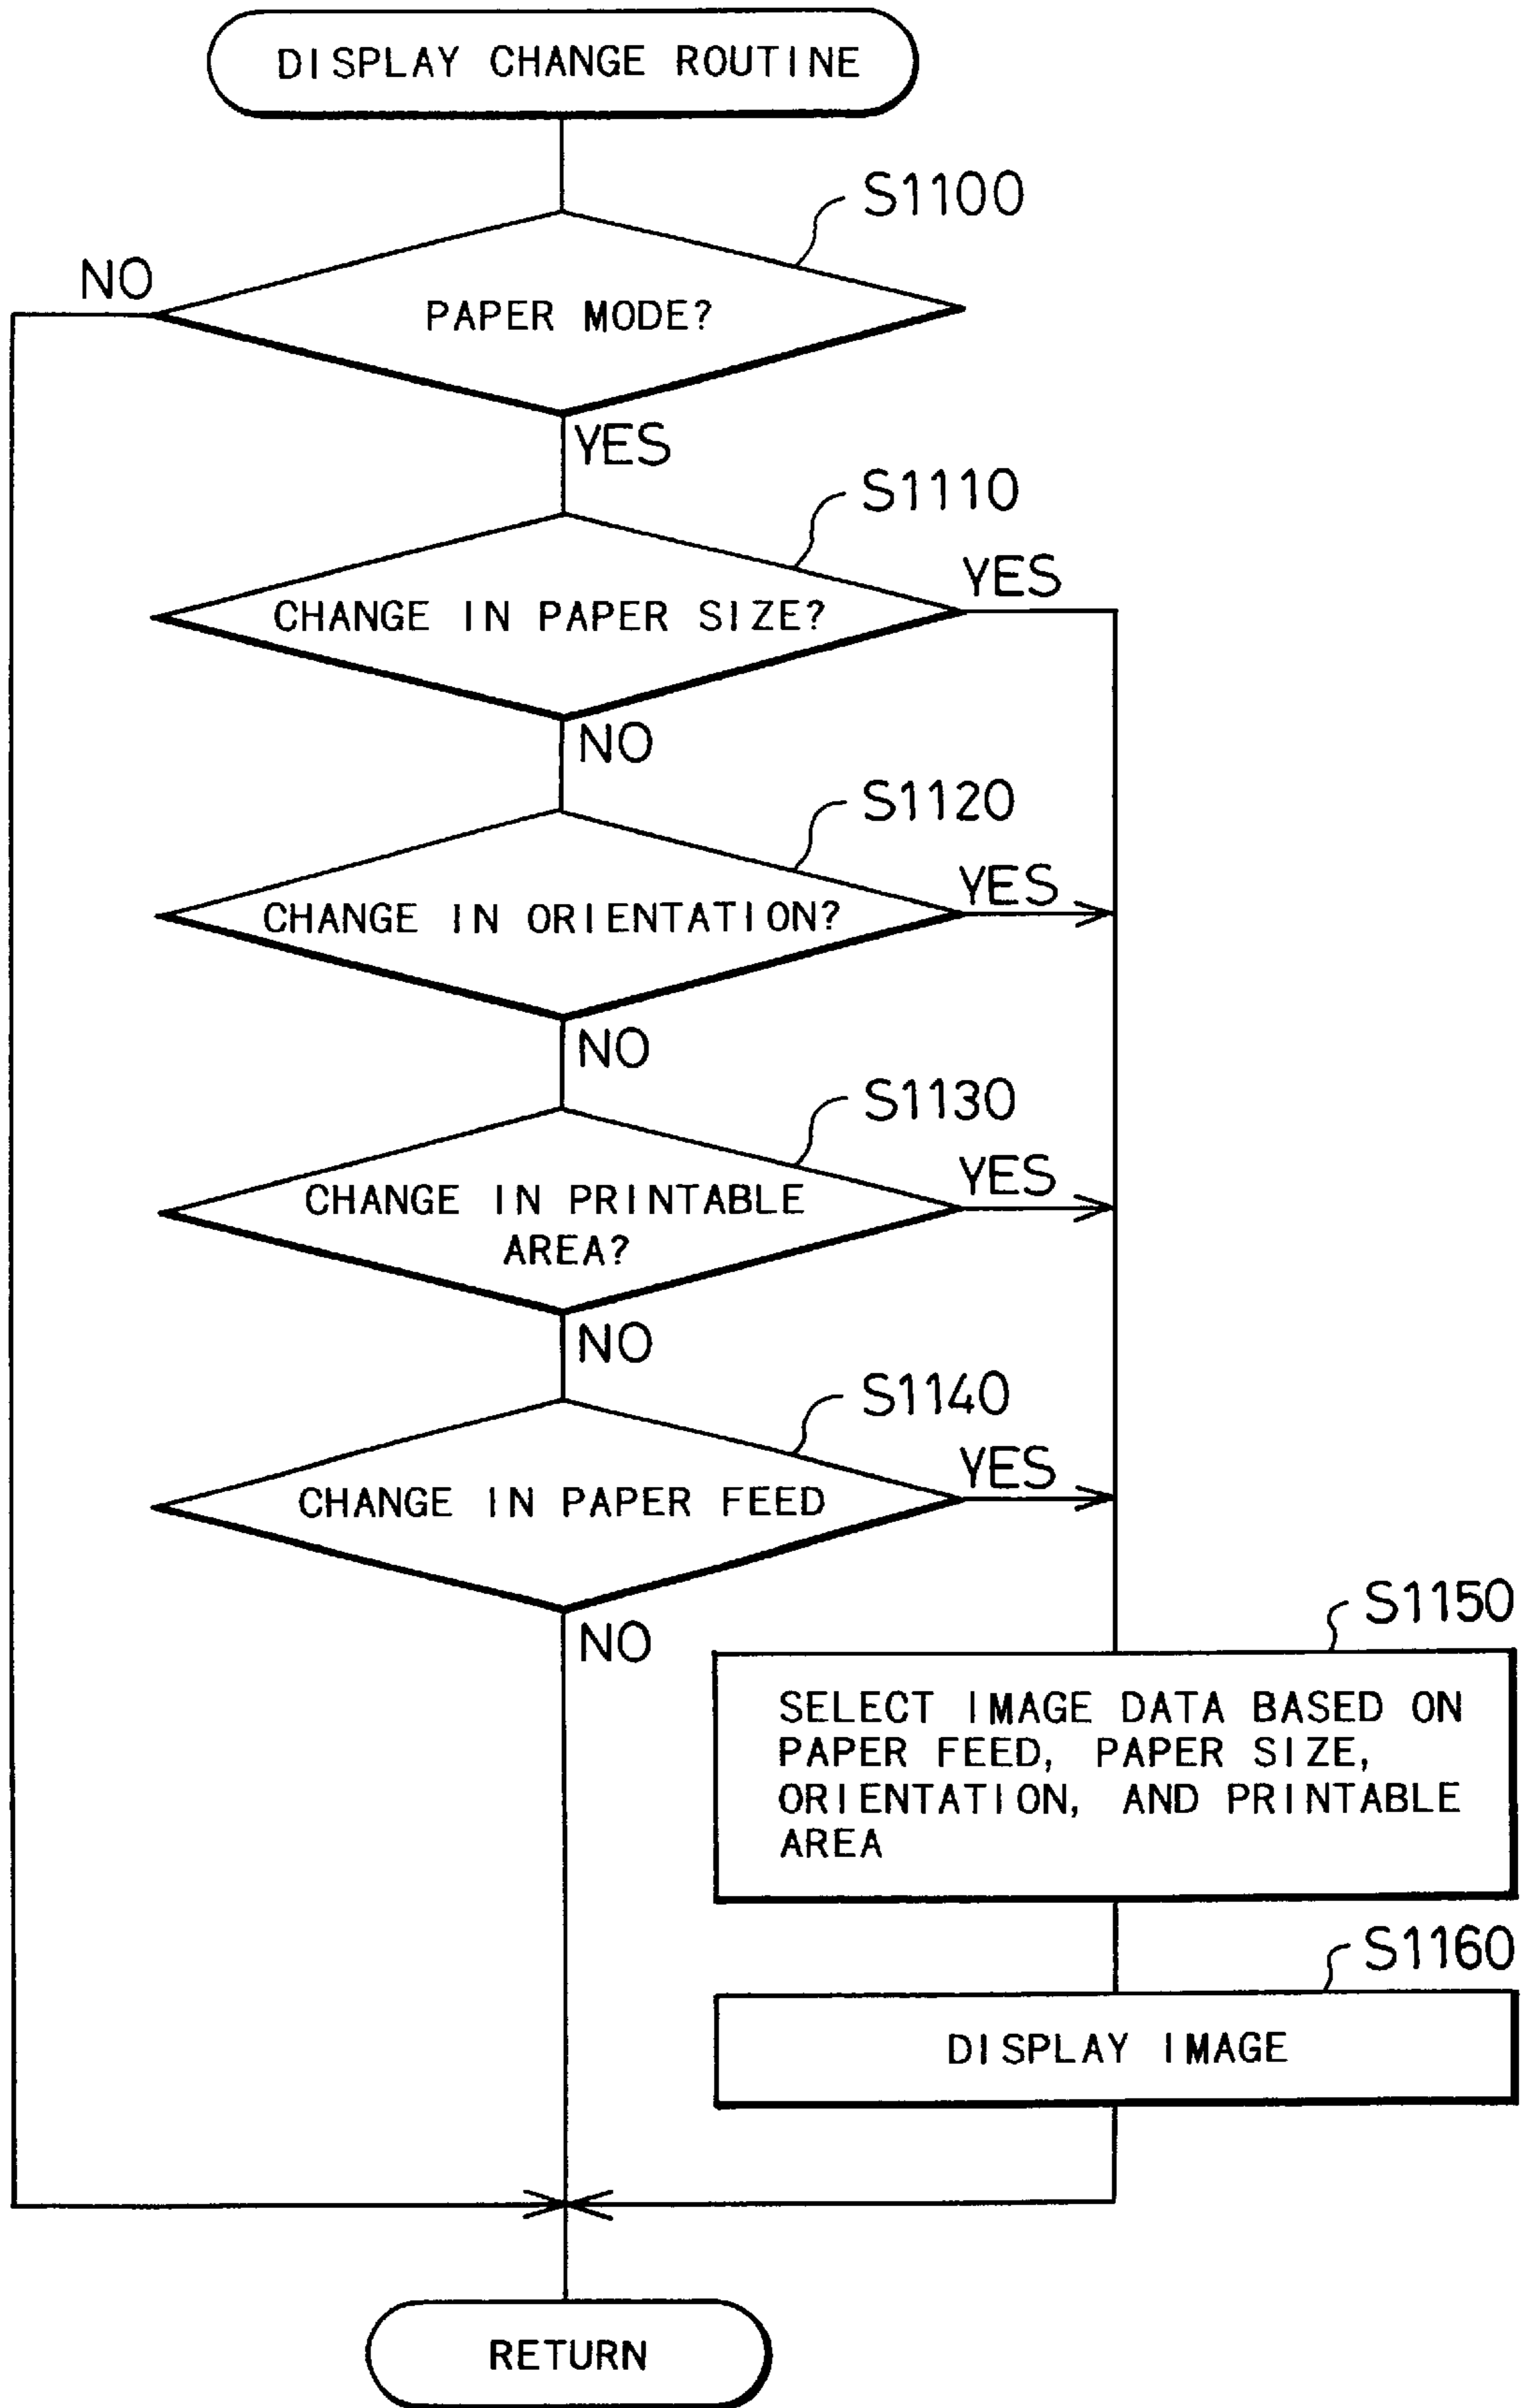 DISPLAY CHANGE ROUTINE
S1100
NO
PAPER MODE?
YES
S1110
YES
CHANGE IN PAPER SIZE?
NO
S1120
YES
CHANGE IN ORIENTATION?
NO
S1130
YES
CHANGE IN PRINTABLE
AREA?
NO
S1140
YES
CHANGE IN PAPER FEED
NO
S1150
SELECT IMAGE DATA BASED ON
PAPER FEED, PAPER SIZE,
ORIENTATION, AND PRINTABLE
AREA
S1160
DISPLAY IMAGE
RETURN